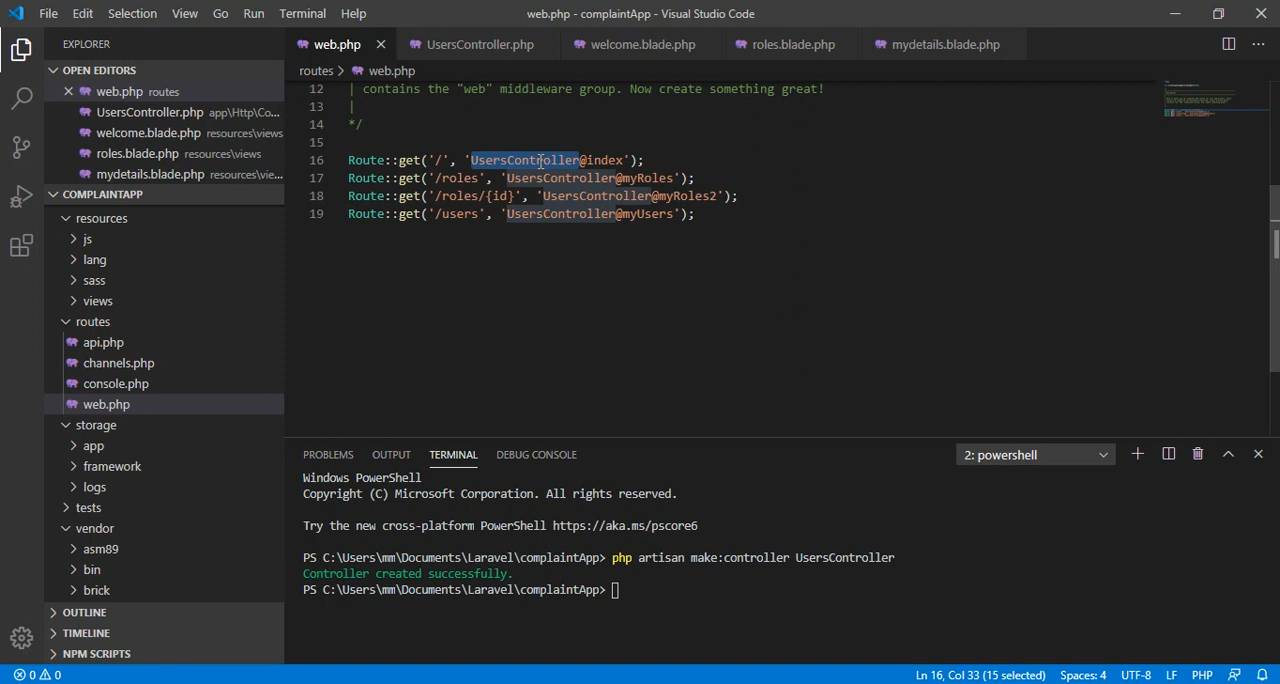 File Edit Selection View Go Run Terminal Help web.php - complaintApp - Visual Studio Code
EXPLORER
OPEN EDITORS
web.php routes
UsersController.php app\Http\Co...
welcome.blade.php resources\views
roles.blade.php resources\views
mydetails.blade.php resources\vie...
COMPLAINTAPP
resources
js
lang
sass
views
routes
api.php
channels.php
console.php
web.php
storage
app
framework
logs
tests
vendor
asm89
bin
brick
OUTLINE
TIMELINE
NPM SCRIPTS
web.php UsersController.php welcome.blade.php roles.blade.php mydetails.blade.php
routes > web.php
12 | contains the "web" middleware group. Now create something great!
13 |
14 */
15
16 Route::get('/', 'UsersController@index');
17 Route::get('/roles', 'UsersController@myRoles');
18 Route::get('/roles/{id}', 'UsersController@myRoles2');
19 Route::get('/users', 'UsersController@myUsers');
PROBLEMS OUTPUT TERMINAL DEBUG CONSOLE 2: powershell
Windows PowerShell
Copyright (C) Microsoft Corporation. All rights reserved.
Try the new cross-platform PowerShell https://aka.ms/pscore6
PS C:\Users\mm\Documents\Laravel\complaintApp> php artisan make:controller UsersController
Controller created successfully.
PS C:\Users\mm\Documents\Laravel\complaintApp>
0 0 Ln 16, Col 33 (15 selected) Spaces: 4 UTF-8 LF PHP